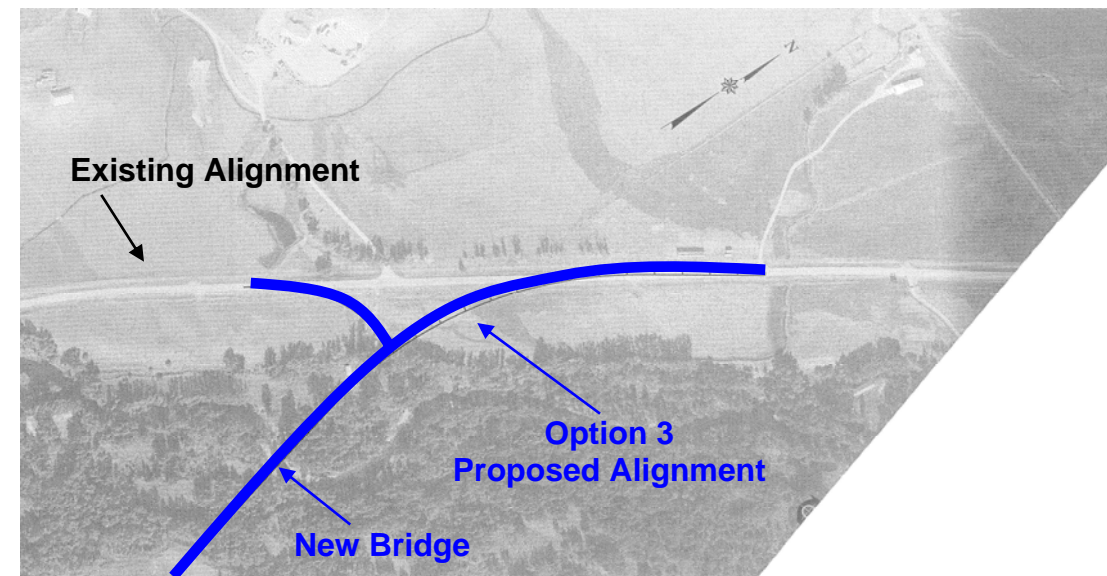 N
Existing Alignment
Option 3
Proposed Alignment
New Bridge